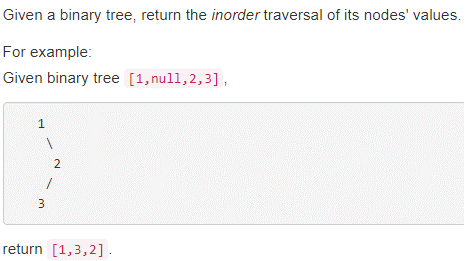 Given a binary tree, return the inorder traversal of its nodes' values.
For example:
Given binary tree [1,null,2,3],
1
\
2
/
3
return [1,3,2].